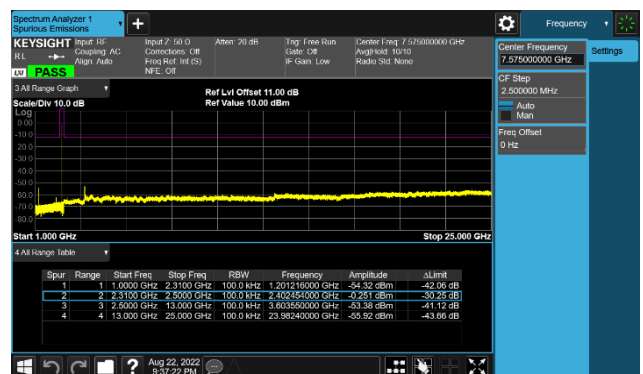 Spectrum Analyzer 1
Spurious Emissions
Frequency
KEYSIGHT Input: RF Input Z: 50 Ω Atten: 20 dB Trig: Free Run Center Freq: 7.575000000 GHz
RL Coupling: AC Corrections: Off Gate: Off Avg|Hold: 10/10
Align: Auto Freq Ref: Int (S) IF Gain: Low Radio Std: None
NFE: Off
LXI PASS
Center Frequency
7.575000000 GHz
Settings
CF Step
2.500000 MHz
Auto
Man
Freq Offset
0 Hz
3 All Range Graph
Ref Lvl Offset 11.00 dB
Scale/Div 10.0 dB Ref Value 10.00 dBm
Log
0.00
-10.0
-20.0
-30.0
-40.0
-50.0
-60.0
-70.0
-80.0
Start 1.000 GHz Stop 25.000 GHz
4 All Range Table
Spur Range Start Freq Stop Freq RBW Frequency Amplitude ΔLimit
1 1 1.0000 GHz 2.3100 GHz 100.0 kHz 1.201216000 GHz -54.32 dBm -42.06 dB
2 2 2.3100 GHz 2.5000 GHz 100.0 kHz 2.402454000 GHz -0.251 dBm -30.25 dB
3 3 2.5000 GHz 13.000 GHz 100.0 kHz 3.603550000 GHz -53.38 dBm -41.12 dB
4 4 13.000 GHz 25.000 GHz 100.0 kHz 23.98240000 GHz -55.92 dBm -43.66 dB
Aug 22, 2022
9:37:22 PM